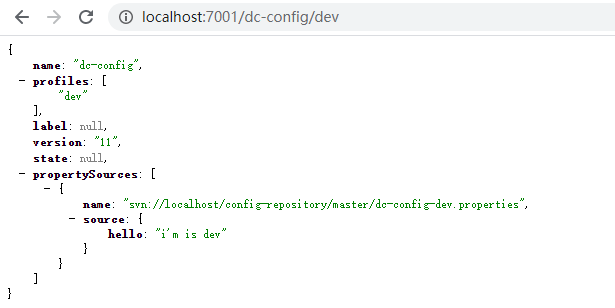 localhost:7001/dc-config/dev
{
name: "dc-config",
- profiles: [
"dev"
],
label: null,
version: "11",
state: null,
- propertySources: [
- {
name: "svn://localhost/config-repository/master/dc-config-dev.properties",
- source: {
hello: "i'm is dev"
}
}
]
}